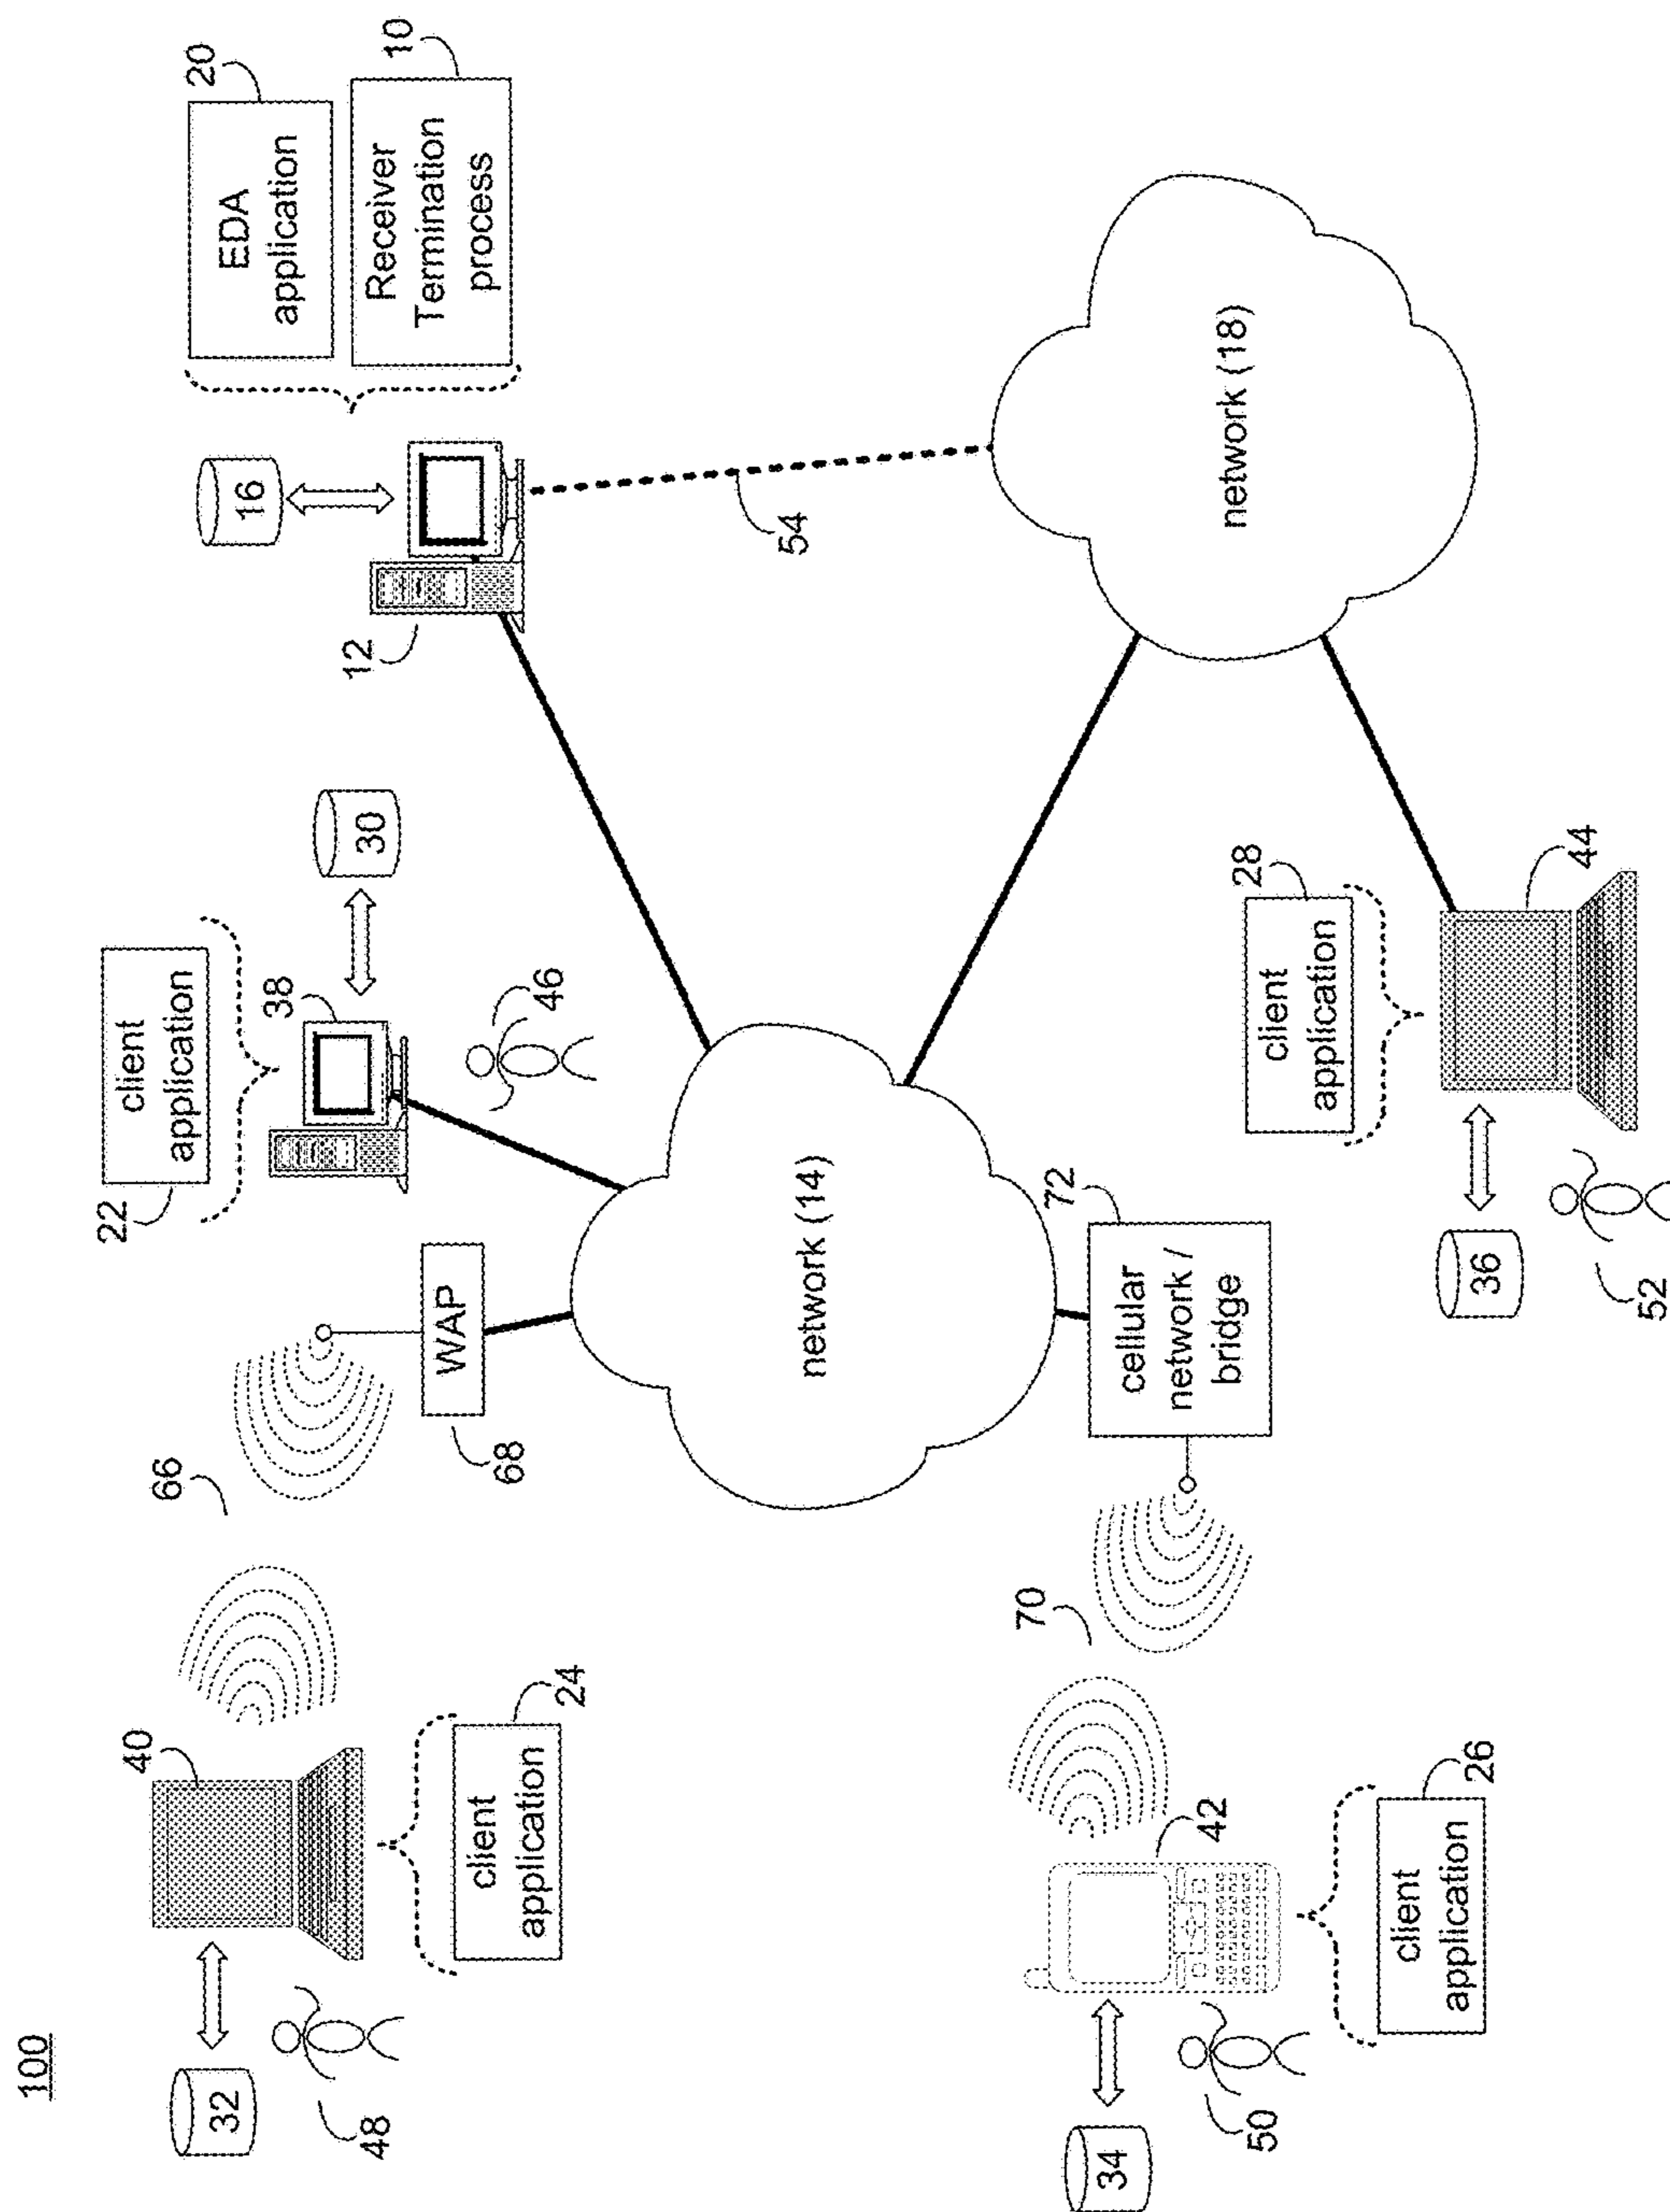 100
32
48
40
client
application
24
66
WAP
68
22
client
application
38
30
46
16
12
EDA
application
20
Receiver
Termination
process
10
54
network (14)
network (18)
34
50
42
client
application
26
70
cellular
network /
bridge
72
client
application
28
44
36
52